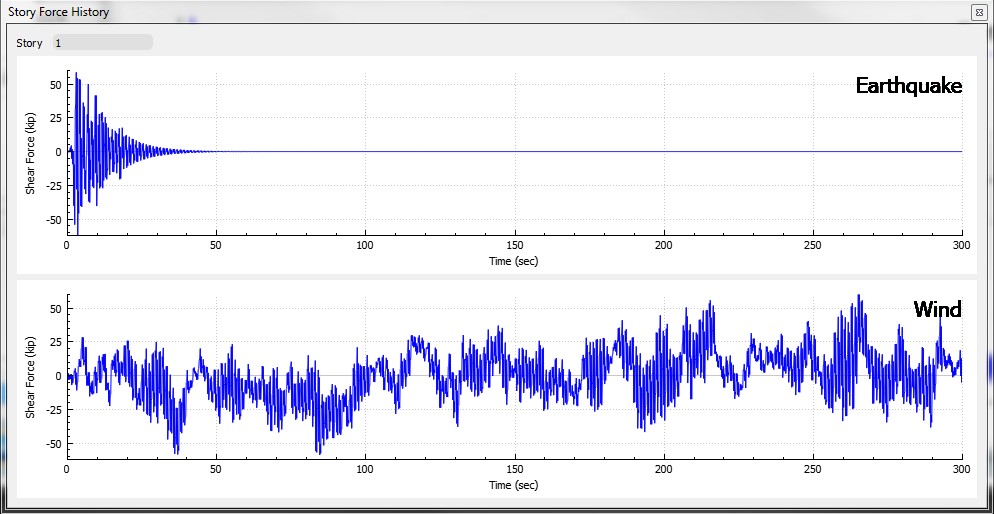 Story Force History
Story 1
Earthquake
Shear Force (kip)
50
25
0
-25
-50
0 50 100 150 200 250 300
Time (sec)
Wind
Shear Force (kip)
50
25
0
-25
-50
0 50 100 150 200 250 300
Time (sec)